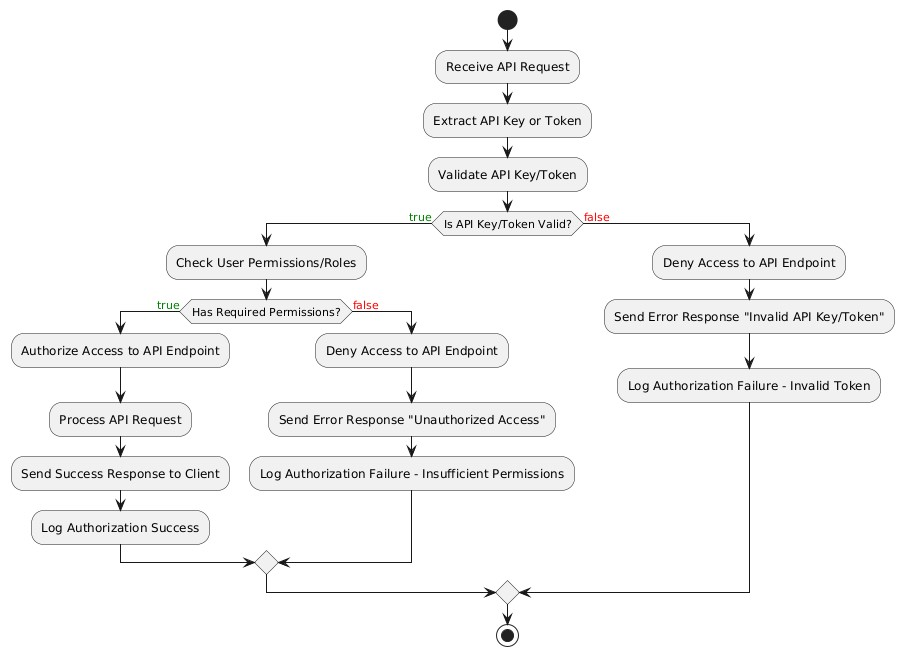 Receive API Request
Extract API Key or Token
Validate API Key/Token
Is API Key/Token Valid?
true
false
Check User Permissions/Roles
Has Required Permissions?
true
false
Authorize Access to API Endpoint
Process API Request
Send Success Response to Client
Log Authorization Success
Deny Access to API Endpoint
Send Error Response "Unauthorized Access"
Log Authorization Failure - Insufficient Permissions
Deny Access to API Endpoint
Send Error Response "Invalid API Key/Token"
Log Authorization Failure - Invalid Token